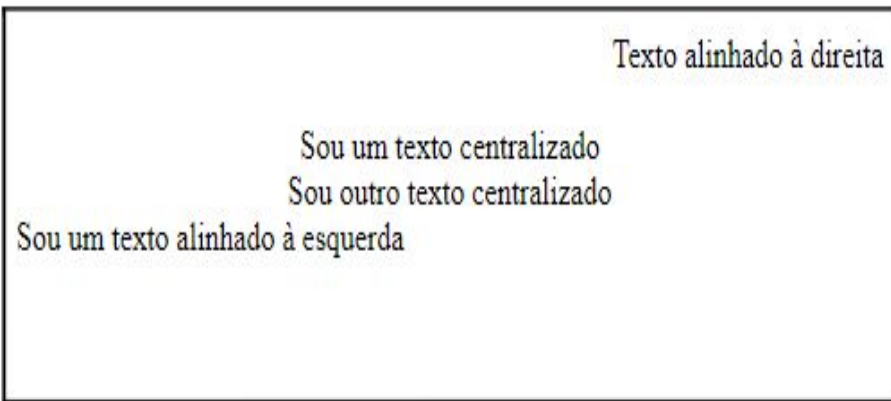 Texto alinhado à direita
Sou um texto centralizado
Sou outro texto centralizado
Sou um texto alinhado à esquerda